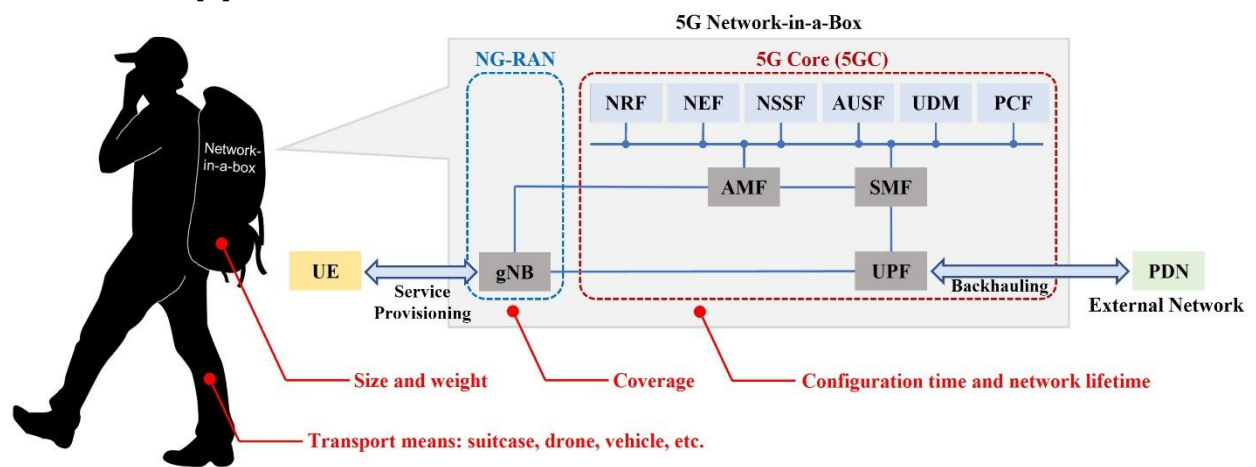 5G Network-in-a-Box
NG-RAN
5G Core (5GC)
NRF
NEF
NSSF
AUSF
UDM
PCF
Network-
in-a-box
AMF
SMF
UE
Service
Provisioning
gNB
UPF
Backhauling
PDN
External Network
Size and weight
Coverage
Configuration time and network lifetime
Transport means: suitcase, drone, vehicle, etc.